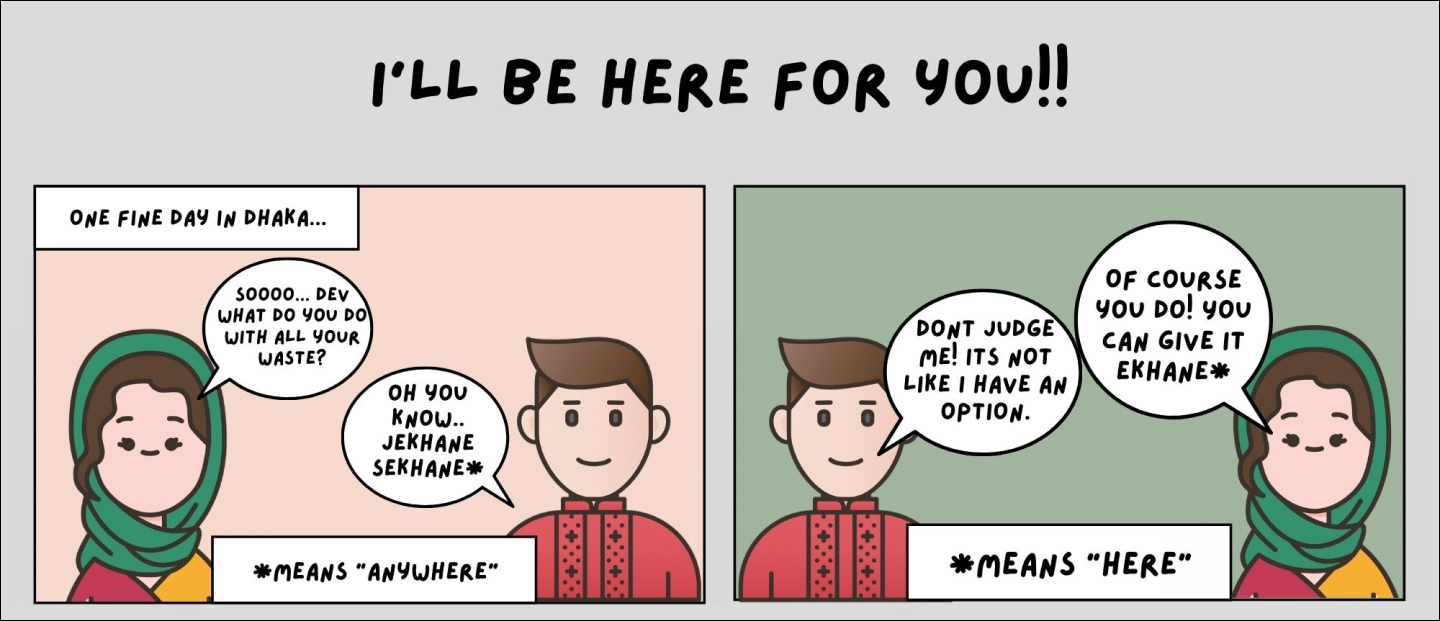 I'LL BE HERE FOR YOU!!
ONE FINE DAY IN DHAKA...
SOOOO... DEV
WHAT DO YOU DO
WITH ALL YOUR
WASTE?
OH YOU
KNOW..
JEKHANE
SEKHANE*
*MEANS "ANYWHERE"
DONT JUDGE
ME! ITS NOT
LIKE I HAVE AN
OPTION.
OF COURSE
YOU DO! YOU
CAN GIVE IT
EKHANE*
*MEANS "HERE"